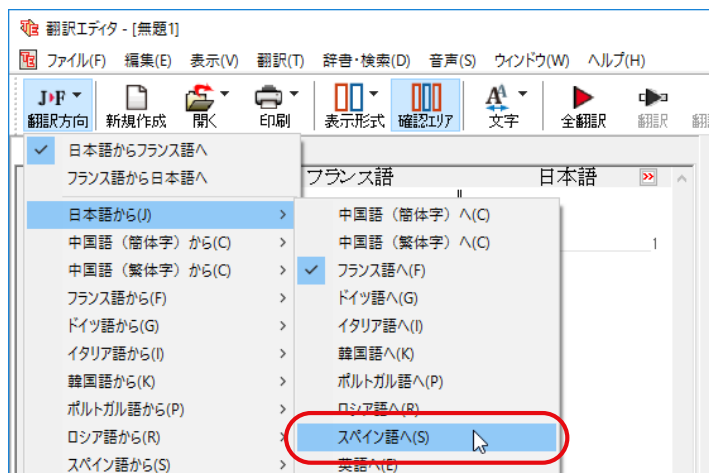 翻訳エディタ - [無題1]
ファイル(F) 編集(E) 表示(V) 翻訳(T) 辞書・検索(D) 音声(S) ウィンドウ(W) ヘルプ(H)
J▸F
翻訳方向 新規作成 開く 印刷 表示形式 確認エリア 文字 全翻訳 翻訳
日本語からフランス語へ
フランス語から日本語へ
フランス語 日本語
日本語から(J)
中国語（簡体字）から(C)
中国語（繁体字）から(C)
フランス語から(F)
ドイツ語から(G)
イタリア語から(I)
韓国語から(K)
ポルトガル語から(P)
ロシア語から(R)
スペイン語から(S)
中国語（簡体字）へ(C)
中国語（繁体字）へ(C)
フランス語へ(F)
ドイツ語へ(G)
イタリア語へ(I)
韓国語へ(K)
ポルトガル語へ(P)
ロシア語へ(R)
スペイン語へ(S)
英語へ(E)
1